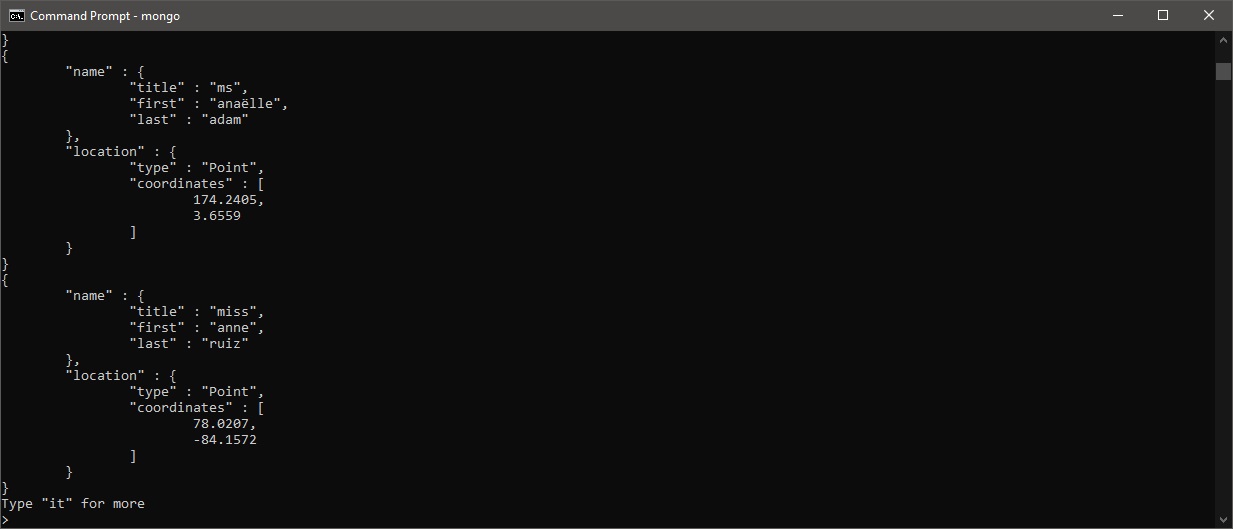 Command Prompt - mongo
}
{
"name" : {
"title" : "ms",
"first" : "anaëlle",
"last" : "adam"
},
"location" : {
"type" : "Point",
"coordinates" : [
174.2405,
3.6559
]
}
}
{
"name" : {
"title" : "miss",
"first" : "anne",
"last" : "ruiz"
},
"location" : {
"type" : "Point",
"coordinates" : [
78.0207,
-84.1572
]
}
}
Type "it" for more
>